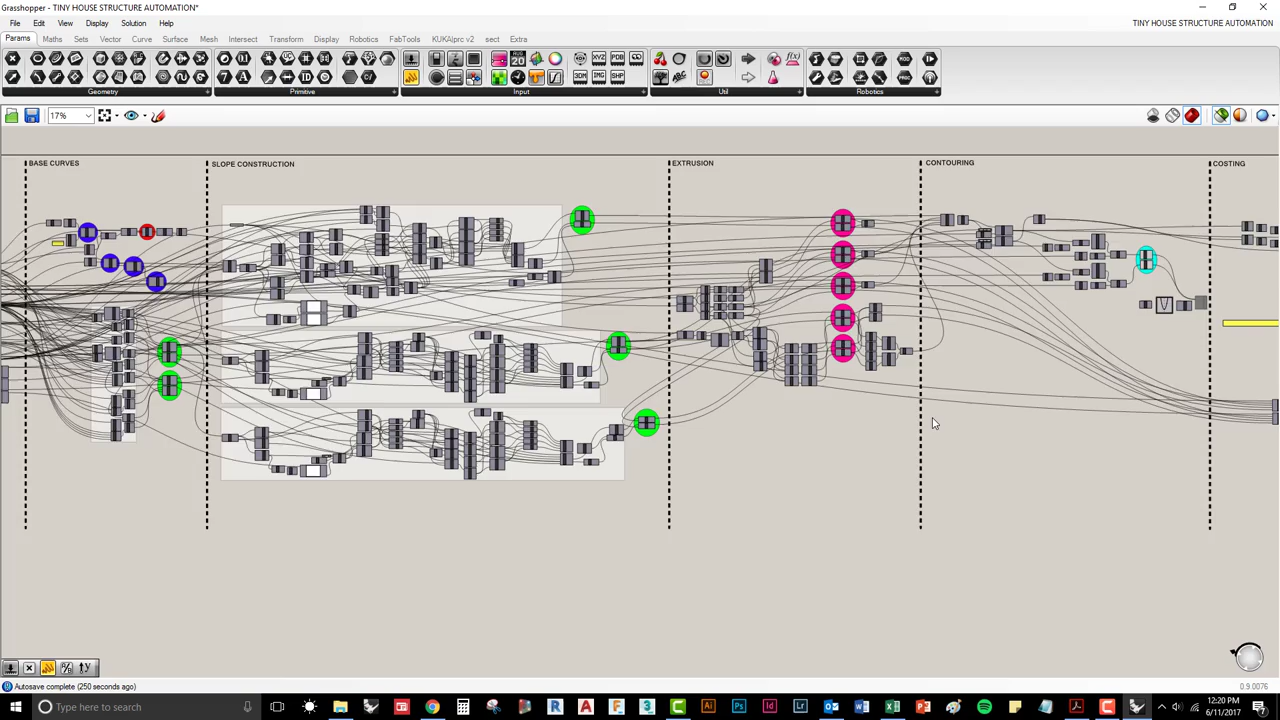 Grasshopper - TINY HOUSE STRUCTURE AUTOMATION*
File Edit View Display Solution Help
TINY HOUSE STRUCTURE AUTOMATION
Params Maths Sets Vector Curve Surface Mesh Intersect Transform Display Robotics FabTools KUKA|prc v2 sect Extra
Geometry
Primitive
Input
Util
Robotics
17%
BASE CURVES
SLOPE CONSTRUCTION
EXTRUSION
CONTOURING
COSTING
Autosave complete (250 seconds ago)
0.9.0076
Type here to search
12:20 PM
6/11/2017